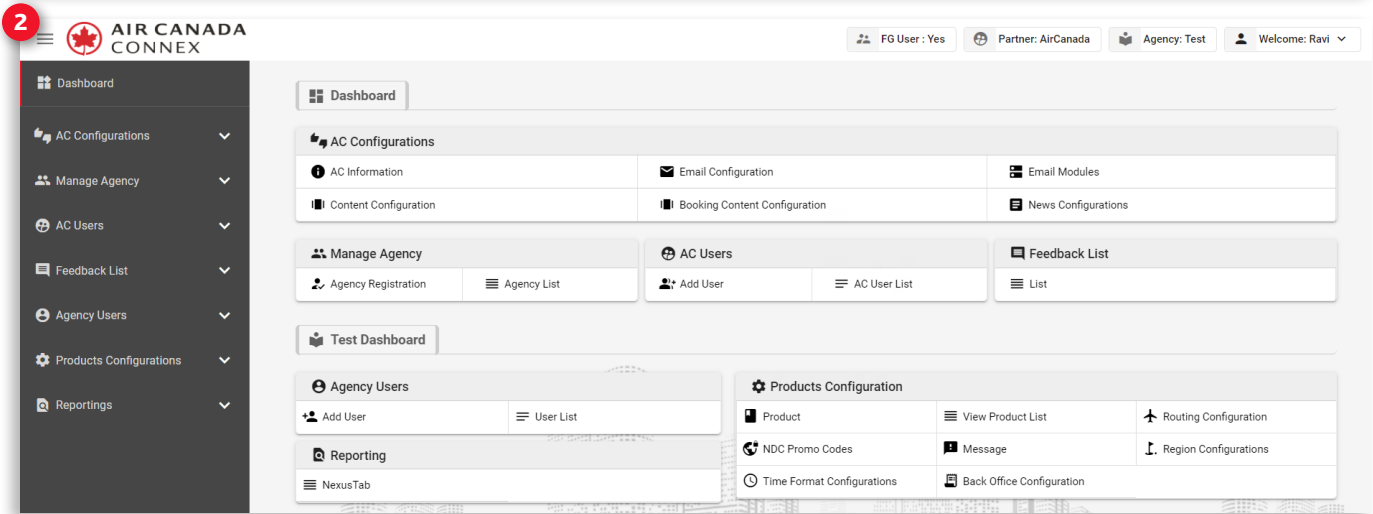 2
AIR CANADA
CONNEX
FG User : Yes
Partner: AirCanada
Agency: Test
Welcome: Ravi
Dashboard
AC Configurations
Manage Agency
AC Users
Feedback List
Agency Users
Products Configurations
Reportings
Dashboard
AC Configurations
AC Information
Email Configuration
Email Modules
Content Configuration
Booking Content Configuration
News Configurations
Manage Agency
Agency Registration
Agency List
AC Users
Add User
AC User List
Feedback List
List
Test Dashboard
Agency Users
Add User
User List
Reporting
NexusTab
Products Configuration
Product
View Product List
Routing Configuration
NDC Promo Codes
Message
Region Configurations
Time Format Configurations
Back Office Configuration